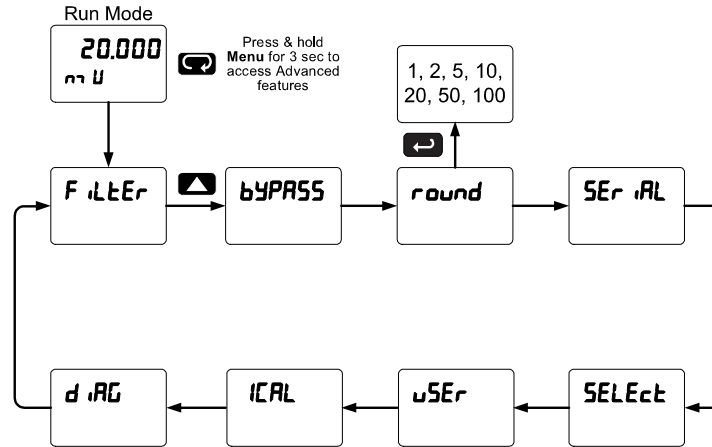 Run Mode
20.000
mV
Press & hold
Menu for 3 sec to
access Advanced
features
1, 2, 5, 10,
20, 50, 100
FiLtEr
bYPASS
round
SEriAL
diAG
ICAL
uSEr
SELEct